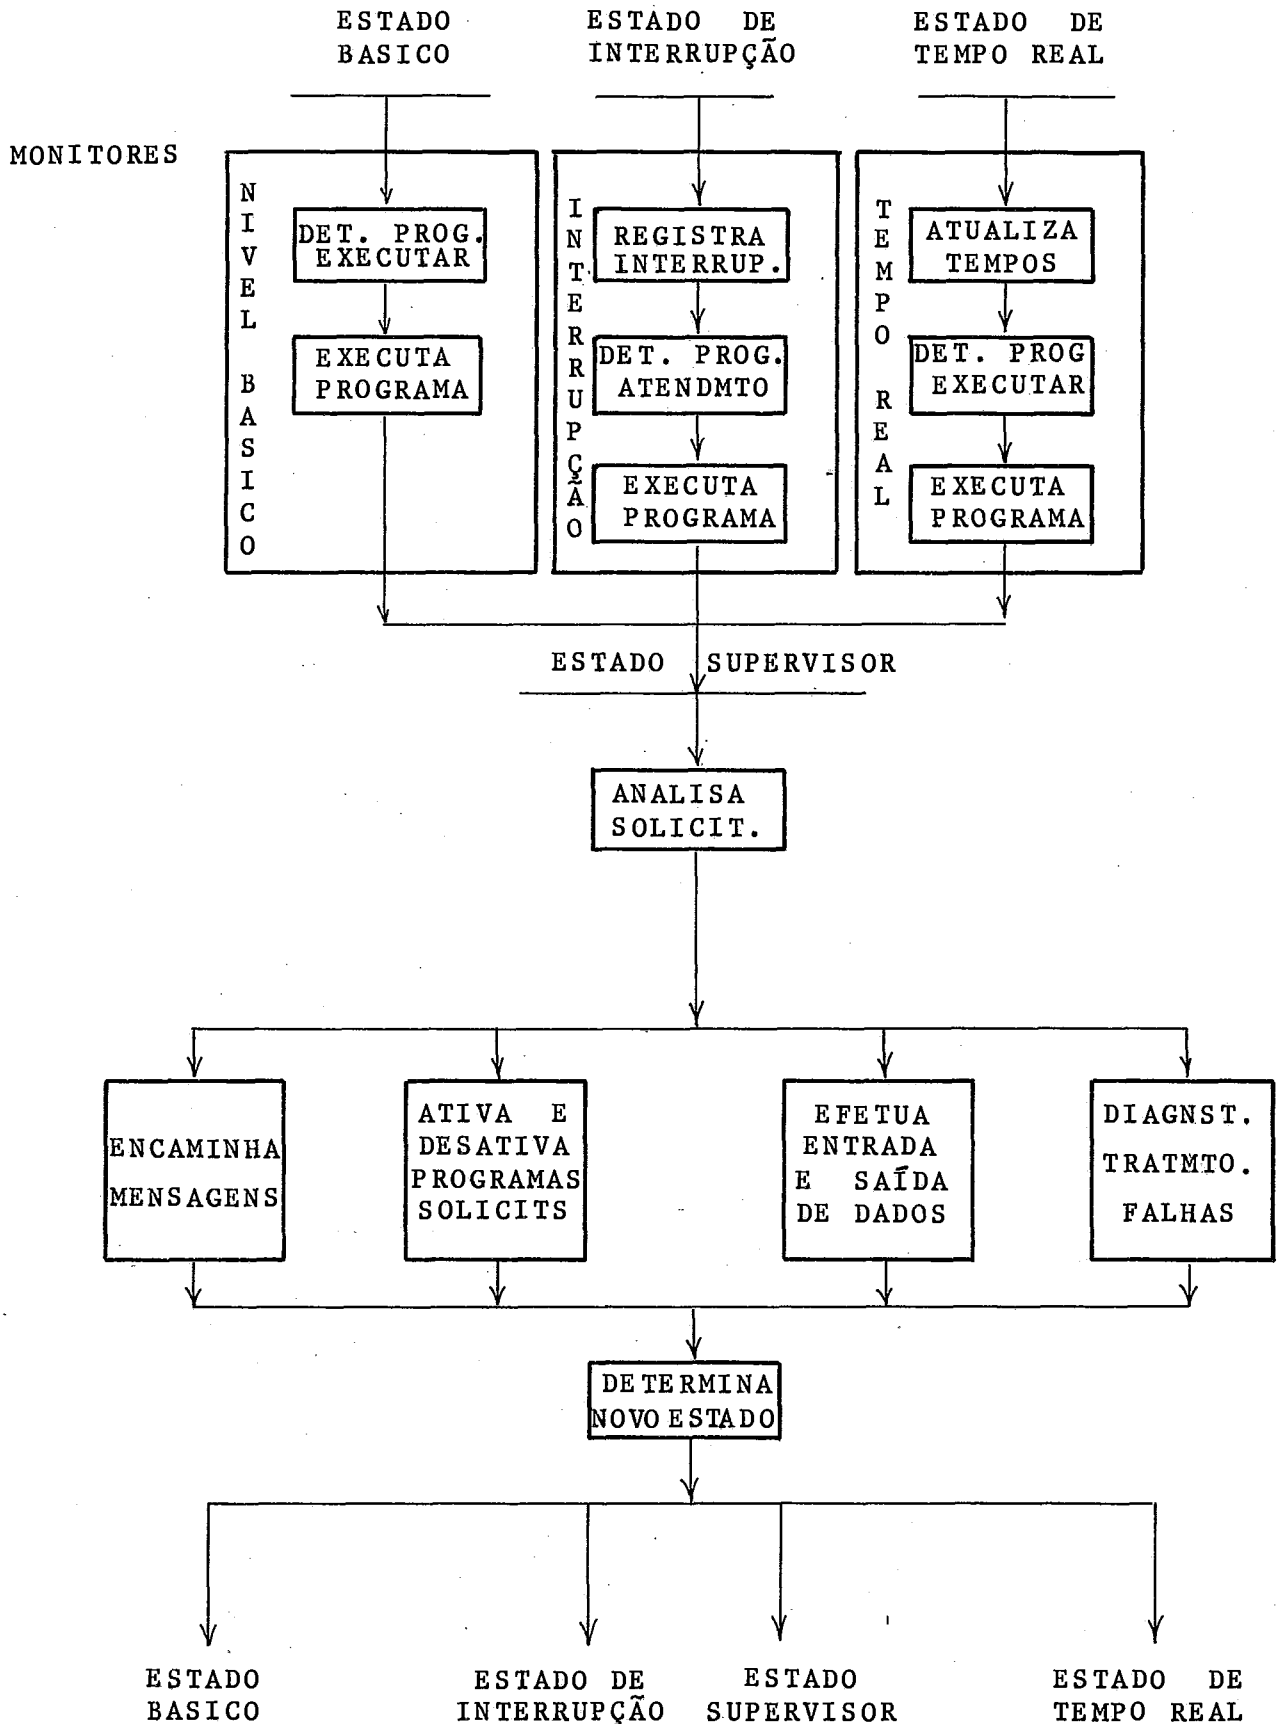 ESTADO
BASICO
ESTADO DE
INTERRUPÇÃO
ESTADO DE
TEMPO REAL
MONITORES
NIVEL BASICO
DET. PROG.
EXECUTAR
EXECUTA
PROGRAMA
INTERRUPÇÃO
REGISTRA
INTERRUP.
DET. PROG.
ATENDMTO
EXECUTA
PROGRAMA
TEMPO REAL
ATUALIZA
TEMPOS
DET. PROG
EXECUTAR
EXECUTA
PROGRAMA
ESTADO SUPERVISOR
ANALISA
SOLICIT.
ENCAMINHA
MENSAGENS
ATIVA E
DESATIVA
PROGRAMAS
SOLICITS
EFETUA
ENTRADA
E SAÍDA
DE DADOS
DIAGNST.
TRATMTO.
FALHAS
DETERMINA
NOVO ESTADO
ESTADO
BASICO
ESTADO DE
INTERRUPÇÃO
ESTADO
SUPERVISOR
ESTADO DE
TEMPO REAL